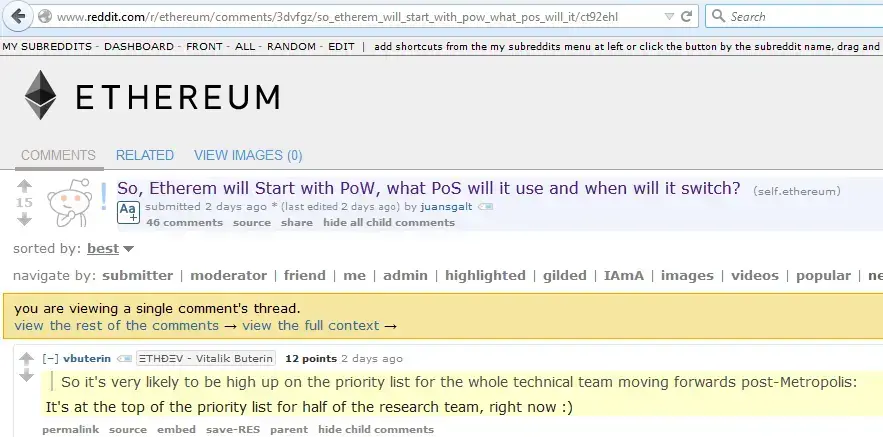 www.reddit.com/r/ethereum/comments/3dvfgz/so_etherem_will_start_with_pow_what_pos_will_it/ct92ehl Search
MY SUBREDDITS - DASHBOARD - FRONT - ALL - RANDOM - EDIT | add shortcuts from the my subreddits menu at left or click the button by the subreddit name, drag and
ETHEREUM
COMMENTS RELATED VIEW IMAGES (0)
So, Etherem will Start with PoW, what PoS will it use and when will it switch? (self.ethereum)
15 Aa+ submitted 2 days ago * (last edited 2 days ago) by juansgalt
46 comments source share hide all child comments
sorted by: best
navigate by: submitter | moderator | friend | me | admin | highlighted | gilded | IAmA | images | videos | popular | ne
you are viewing a single comment's thread.
view the rest of the comments → view the full context →
[–] vbuterin ΞTHÐΞV - Vitalik Buterin 12 points 2 days ago
So it's very likely to be high up on the priority list for the whole technical team moving forwards post-Metropolis:
It's at the top of the priority list for half of the research team, right now :)
permalink source embed save-RES parent hide child comments